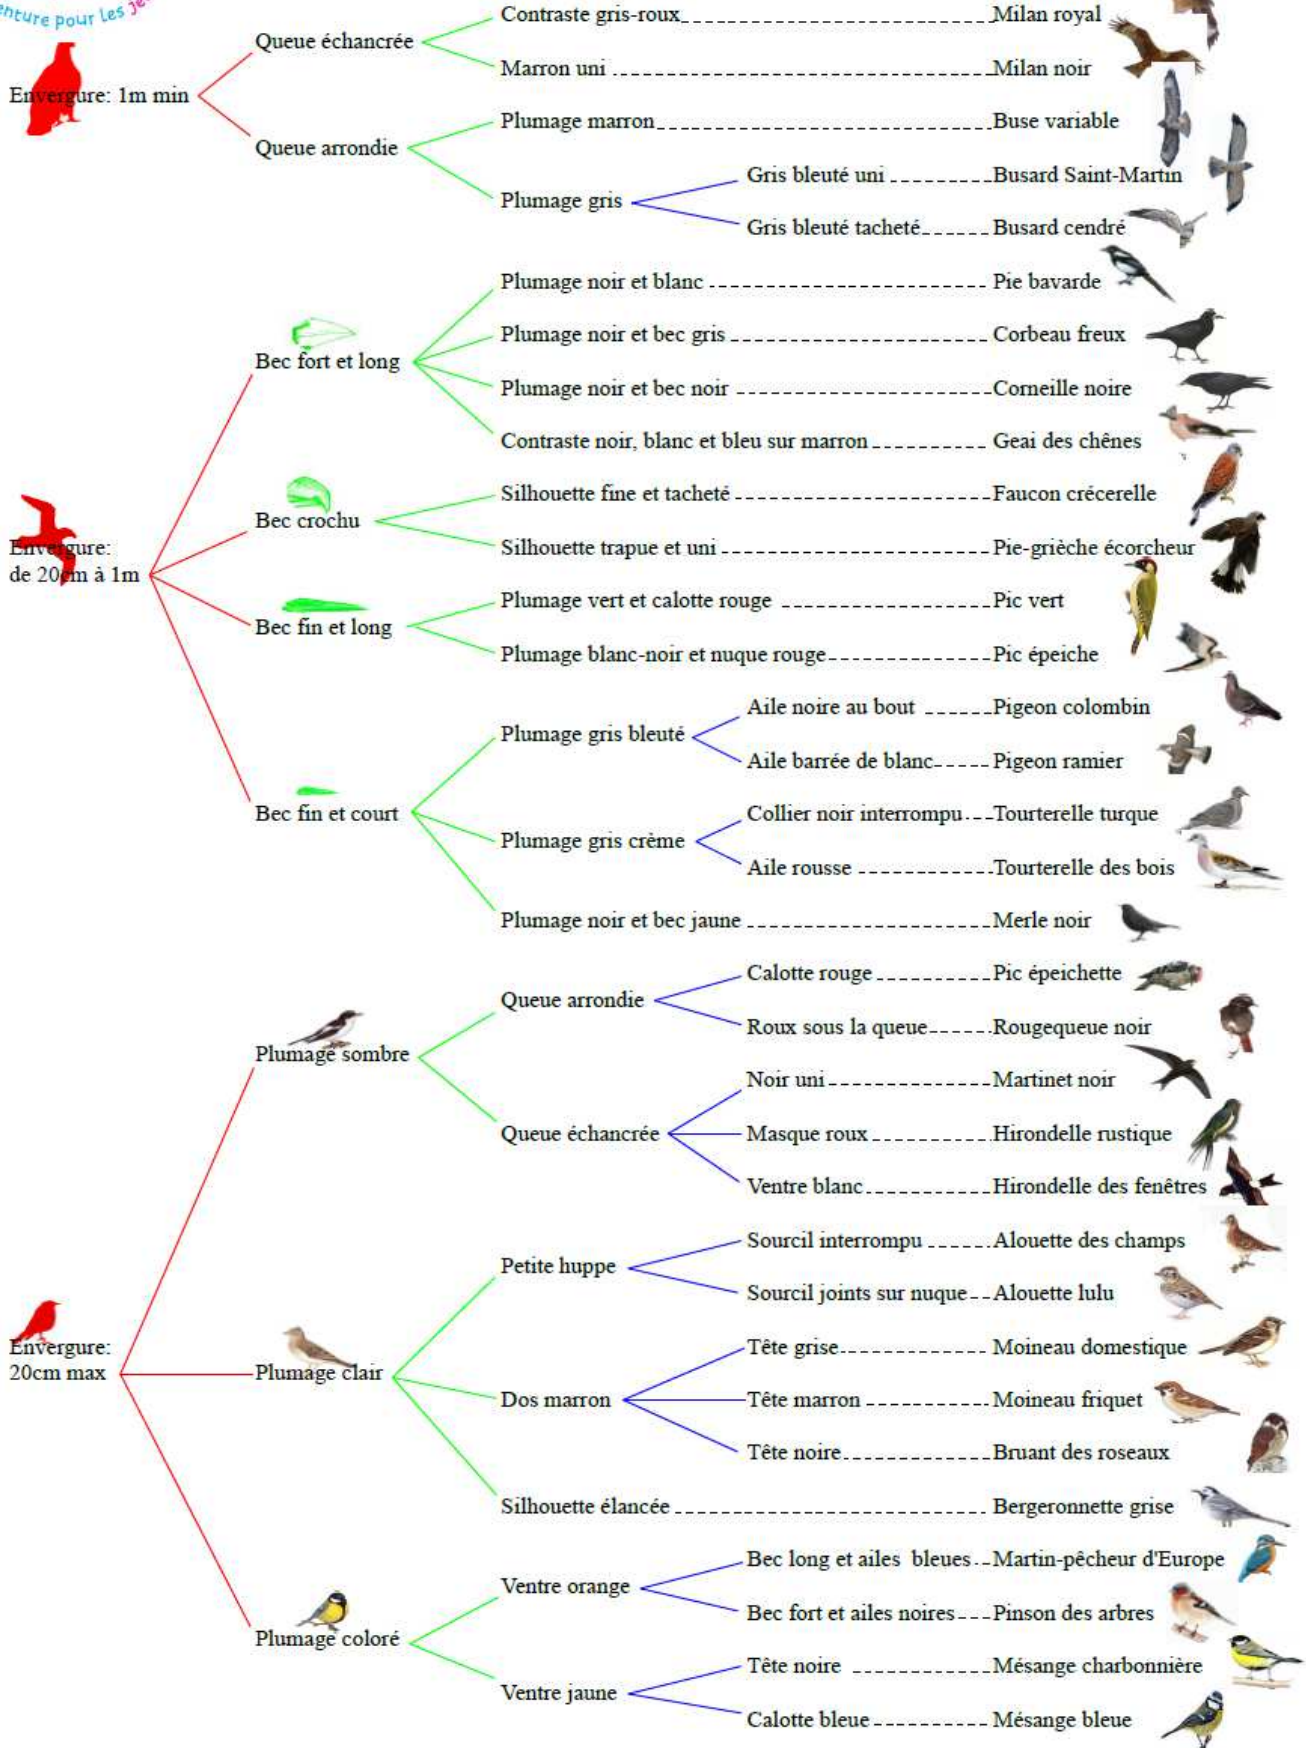 pour les
Contraste gris-roux Milan royal
Queue échancrée
Marron uni Milan noir
Envergure: 1m min
Plumage marron Buse variable
Queue arrondie
Gris bleuté uni Busard Saint-Martin
Plumage gris
Gris bleuté tacheté Busard cendré
Plumage noir et blanc Pie bavarde
Plumage noir et bec gris Corbeau freux
Bec fort et long
Plumage noir et bec noir Corneille noire
Contraste noir, blanc et bleu sur marron Geai des chênes
Silhouette fine et tacheté Faucon crécerelle
Bec crochu
Silhouette trapue et uni Pie-grièche écorcheur
Envergure:
de 20cm à 1m
Plumage vert et calotte rouge Pic vert
Bec fin et long
Plumage blanc-noir et nuque rouge Pic épeiche
Aile noire au bout Pigeon colombin
Plumage gris bleuté
Aile barrée de blanc Pigeon ramier
Bec fin et court
Collier noir interrompu Tourterelle turque
Plumage gris crème
Aile rousse Tourterelle des bois
Plumage noir et bec jaune Merle noir
Calotte rouge Pic épeichette
Queue arrondie
Roux sous la queue Rougequeue noir
Plumage sombre
Noir uni Martinet noir
Queue échancrée
Masque roux Hirondelle rustique
Ventre blanc Hirondelle des fenêtres
Sourcil interrompu Alouette des champs
Petite huppe
Sourcil joints sur nuque Alouette lulu
Envergure:
20cm max
Tête grise Moineau domestique
Plumage clair
Dos marron
Tête marron Moineau friquet
Tête noire Bruant des roseaux
Silhouette élancée Bergeronnette grise
Bec long et ailes bleues Martin-pêcheur d'Europe
Ventre orange
Bec fort et ailes noires Pinson des arbres
Plumage coloré
Tête noire Mésange charbonnière
Ventre jaune
Calotte bleue Mésange bleue